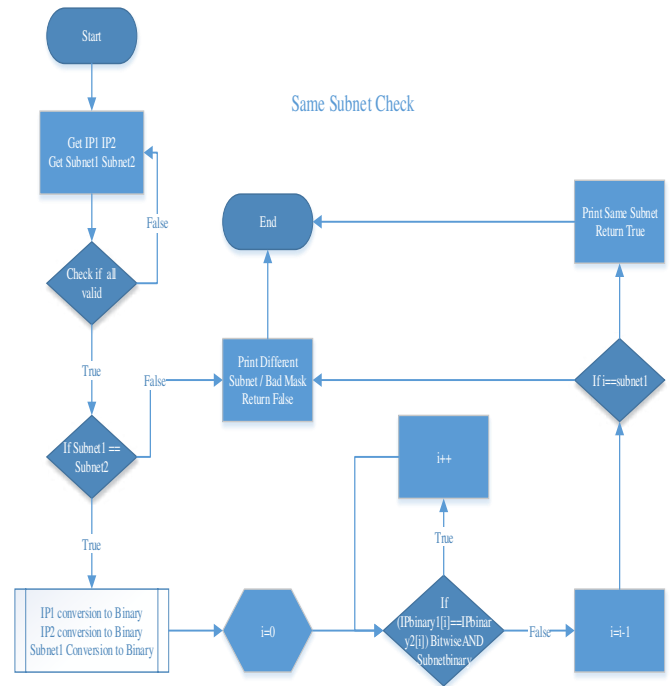 Start
Same Subnet Check
Get IP1 IP2
Get Subnet1 Subnet2
False
Check if all
valid
True
If Subnet1 ==
Subnet2
False
True
IP1 conversion to Binary
IP2 conversion to Binary
Subnet1 Conversion to Binary
i=0
If
(IPbinary1[i]==IPbinar
y2[i]) BitwiseAND
Subnetbinary
True
i++
False
i=i-1
If i==subnet1
Print Same Subnet
Return True
Print Different
Subnet / Bad Mask
Return False
End